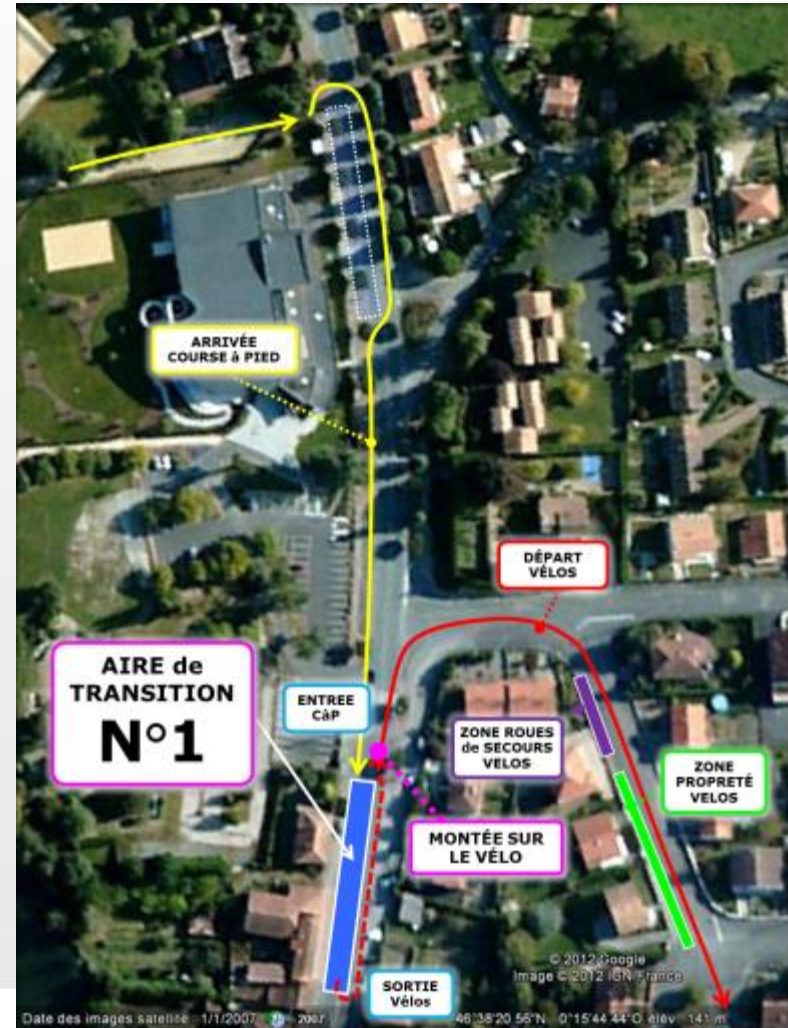 ARRIVÉE
COURSE à PIED
DÉPART
VÉLOS
AIRE de
TRANSITION
N°1
ENTREE
CàP
ZONE ROUES
de SECOURS
VELOS
ZONE
PROPRETÉ
VELOS
MONTÉE SUR
LE VÉLO
SORTIE
Vélos
© 2012 Google
Image © 2012 IGN France
Date des images satellite : 1/1/2007 2007 46°38'20.56"N 0°15'44.44"O élév. 141 m